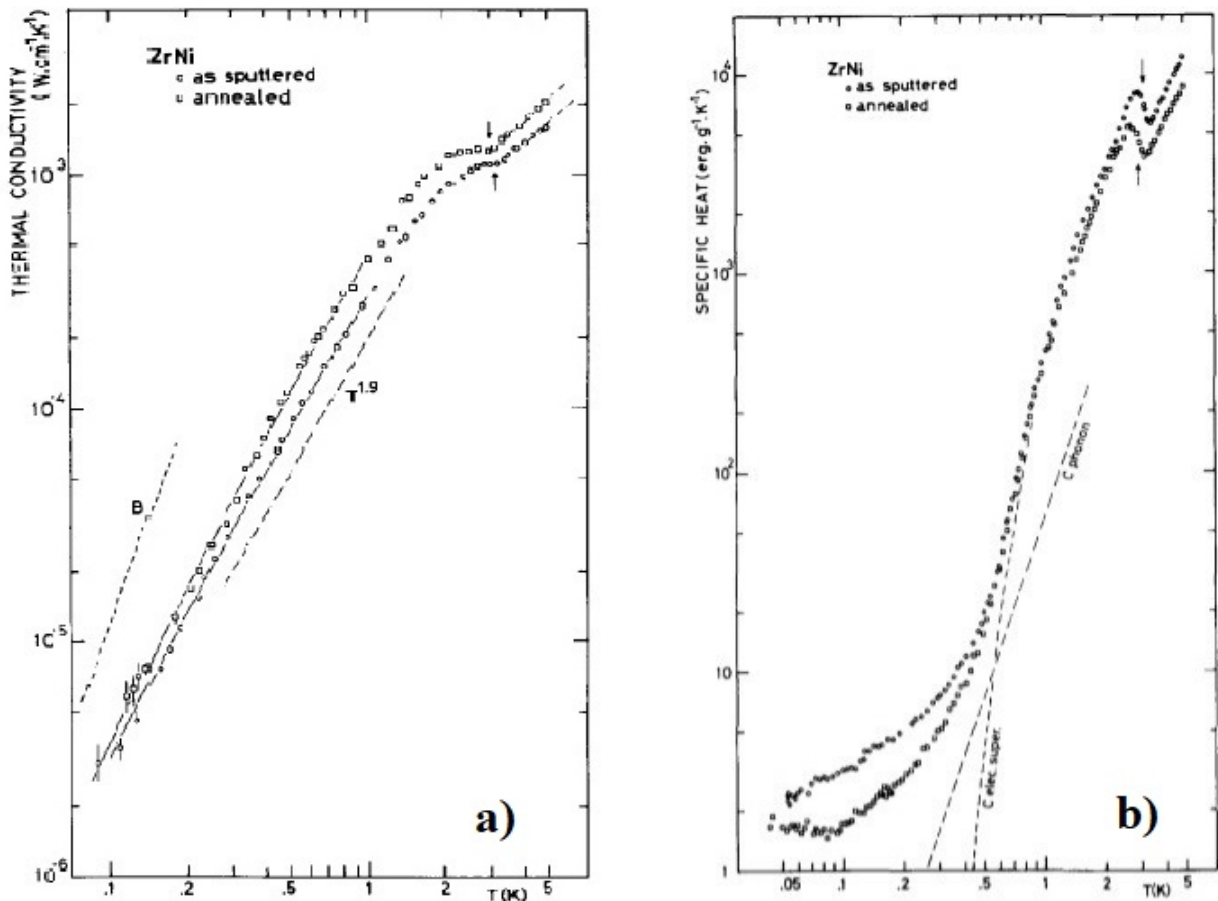 ZrNi
as sputtered
annealed
THERMAL CONDUCTIVITY
(W.cm⁻¹.K⁻¹)
10⁻³
10⁻⁴
10⁻⁵
10⁻⁶
B
T¹·⁹
.1 .2 .5 1 2 T(K) 5
a)
ZrNi
as sputtered
annealed
SPECIFIC HEAT (erg.g⁻¹.K⁻¹)
10⁴
10³
10²
10
1
C phonon
C elec super.
.05 .1 .2 .5 1 2 T(K) 5
b)